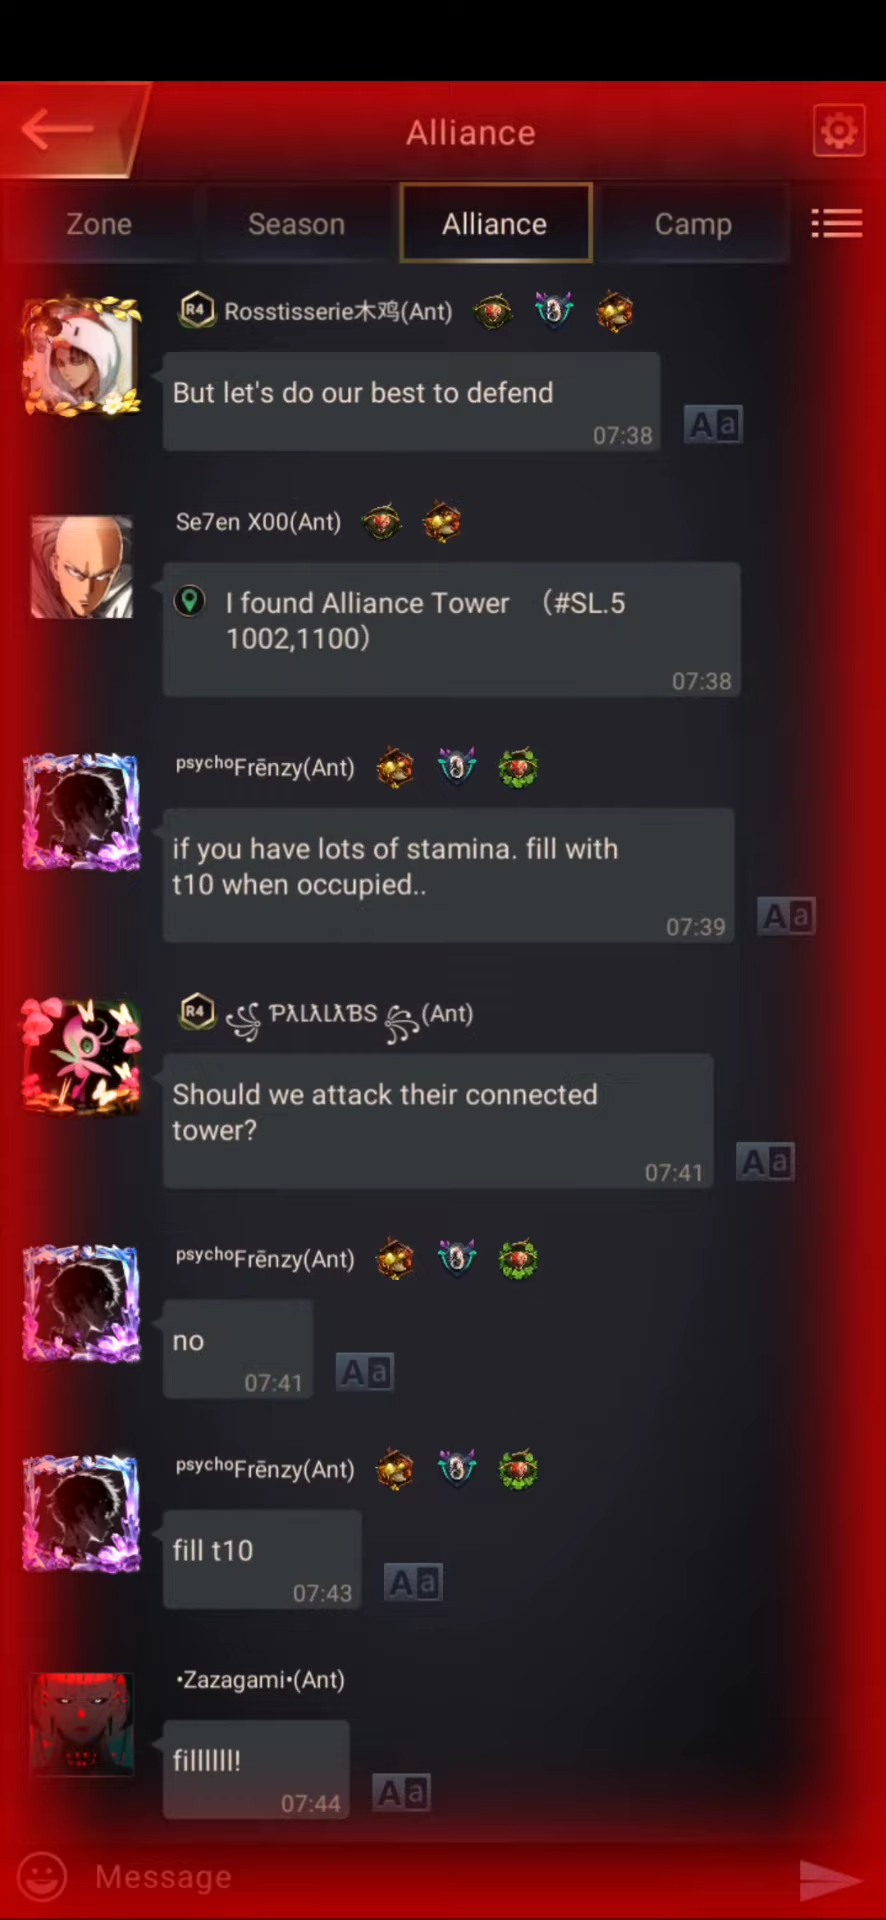 Alliance
Zone
Season
Alliance
Camp
R4 Rosstisserie木鸡(Ant)
But let's do our best to defend
07:38
Aa
Se7en X00(Ant)
I found Alliance Tower (#SL.5
1002,1100)
07:38
ᵖˢʸᶜʰᵒFrēnzy(Ant)
if you have lots of stamina. fill with
t10 when occupied..
07:39
Aa
R4 ꧁ƤλLλLλƁS꧂(Ant)
Should we attack their connected
tower?
07:41
Aa
ᵖˢʸᶜʰᵒFrēnzy(Ant)
no
07:41
Aa
ᵖˢʸᶜʰᵒFrēnzy(Ant)
fill t10
07:43
Aa
•Zazagami•(Ant)
filllllll!
07:44
Aa
Message